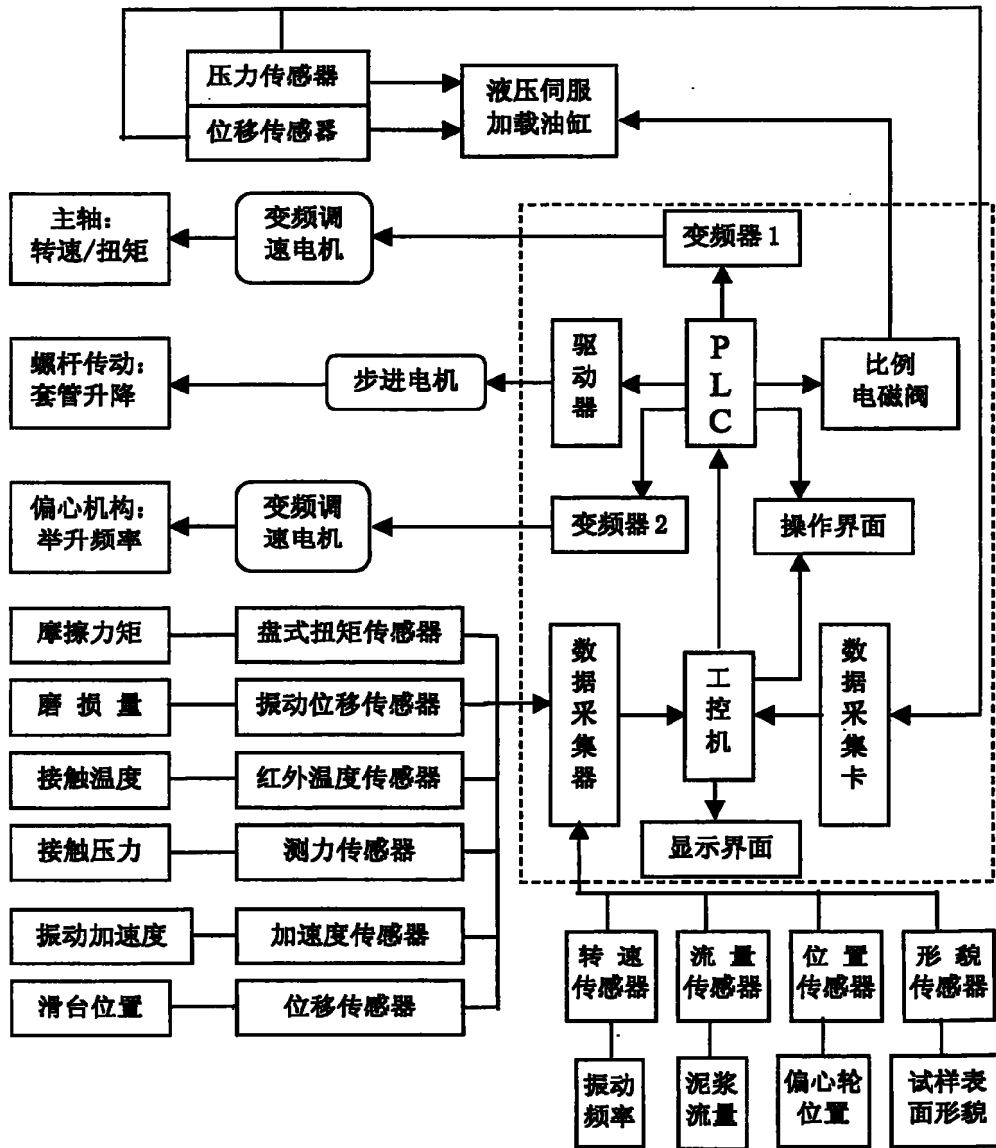 压力传感器
位移传感器
液压伺服
加载油缸
主轴：
转速/扭矩
变频调
速电机
变频器1
螺杆传动：
套管升降
步进电机
驱动器
PLC
比例
电磁阀
偏心机构：
举升频率
变频调
速电机
变频器2
操作界面
摩擦力矩
盘式扭矩传感器
磨损量
振动位移传感器
接触温度
红外温度传感器
接触压力
测力传感器
振动加速度
加速度传感器
滑台位置
位移传感器
数据采集器
工控机
数据采集卡
显示界面
转速
传感器
流量
传感器
位置
传感器
形貌
传感器
振动
频率
泥浆
流量
偏心轮
位置
试样表
面形貌